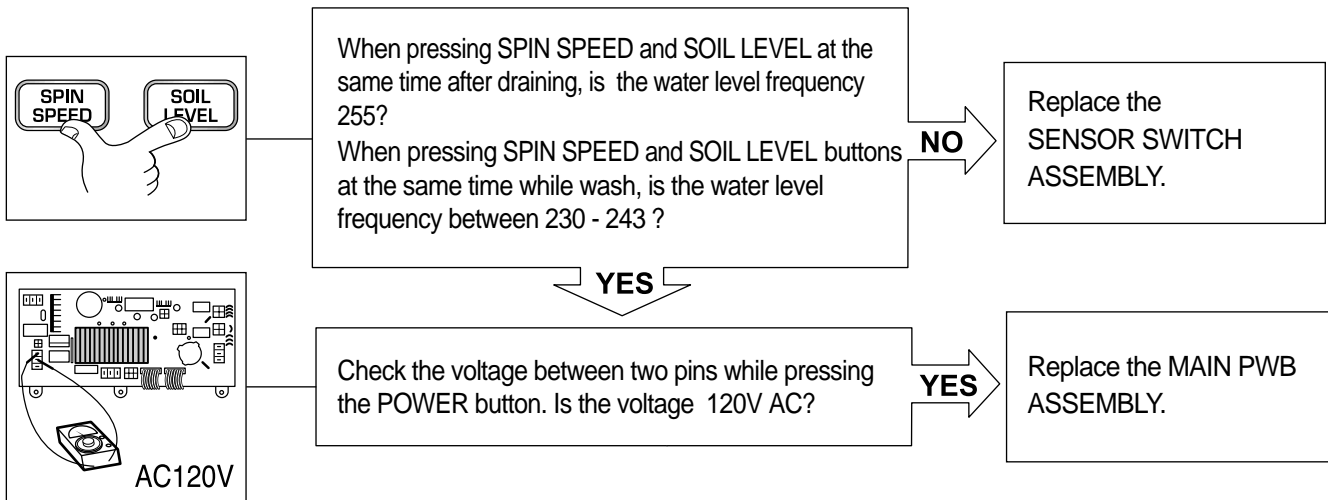 SPIN
SPEED
SOIL
LEVEL
When pressing SPIN SPEED and SOIL LEVEL at the
same time after draining, is the water level frequency
255?
When pressing SPIN SPEED and SOIL LEVEL buttons
at the same time while wash, is the water level
frequency between 230 - 243 ?
NO
Replace the
SENSOR SWITCH
ASSEMBLY.
YES
AC120V
Check the voltage between two pins while pressing
the POWER button. Is the voltage 120V AC?
YES
Replace the MAIN PWB
ASSEMBLY.